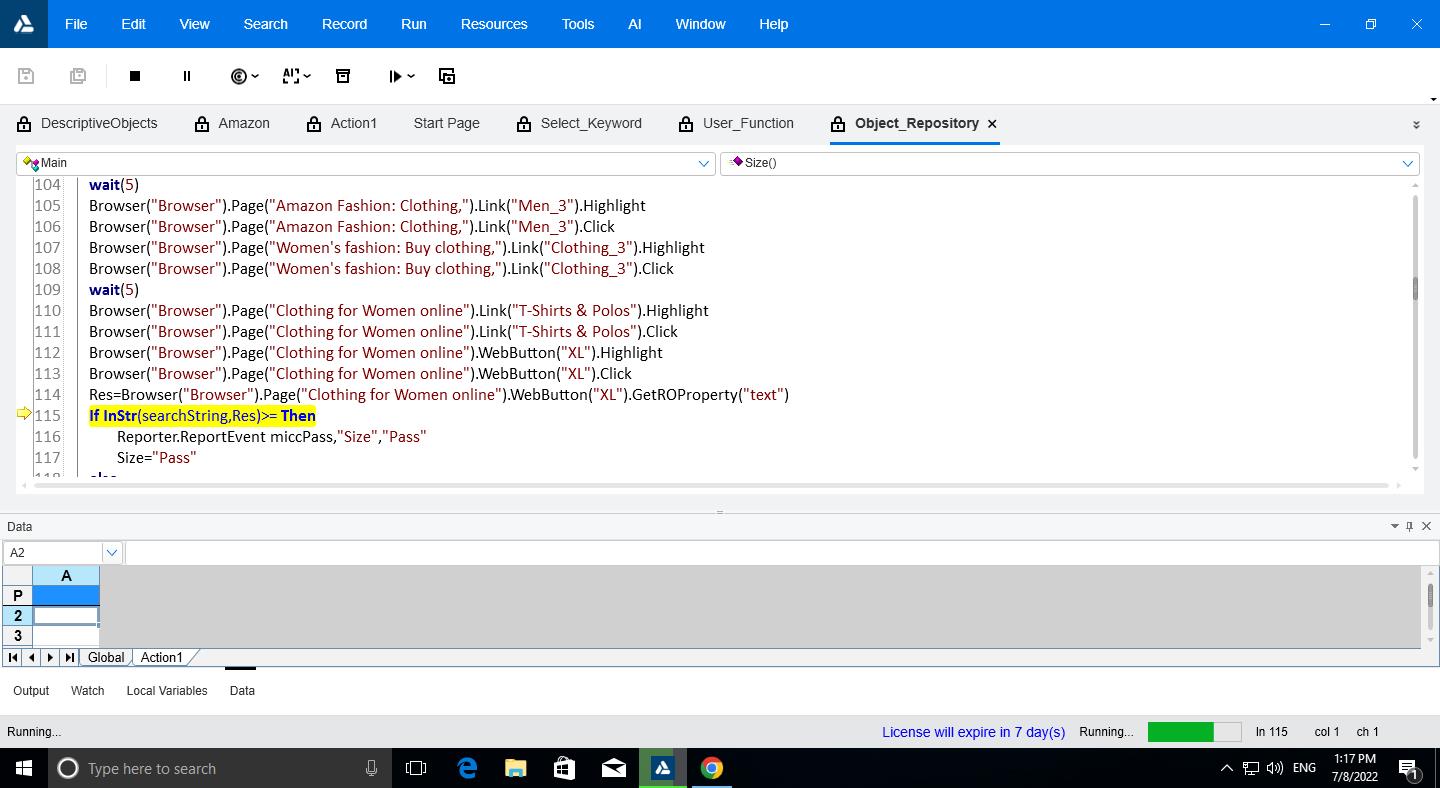 File Edit View Search Record Run Resources Tools AI Window Help
DescriptiveObjects Amazon Action1 Start Page Select_Keyword User_Function Object_Repository
Main Size()
104 wait(5)
105 Browser("Browser").Page("Amazon Fashion: Clothing,").Link("Men_3").Highlight
106 Browser("Browser").Page("Amazon Fashion: Clothing,").Link("Men_3").Click
107 Browser("Browser").Page("Women's fashion: Buy clothing,").Link("Clothing_3").Highlight
108 Browser("Browser").Page("Women's fashion: Buy clothing,").Link("Clothing_3").Click
109 wait(5)
110 Browser("Browser").Page("Clothing for Women online").Link("T-Shirts & Polos").Highlight
111 Browser("Browser").Page("Clothing for Women online").Link("T-Shirts & Polos").Click
112 Browser("Browser").Page("Clothing for Women online").WebButton("XL").Highlight
113 Browser("Browser").Page("Clothing for Women online").WebButton("XL").Click
114 Res=Browser("Browser").Page("Clothing for Women online").WebButton("XL").GetROProperty("text")
115 If InStr(searchString,Res)>= Then
116 Reporter.ReportEvent miccPass,"Size","Pass"
117 Size="Pass"
118 else
Data
A2
A
P
2
3
Global Action1
Output Watch Local Variables Data
Running... License will expire in 7 day(s) Running... ln 115 col 1 ch 1
Type here to search ENG 1:17 PM
7/8/2022 1